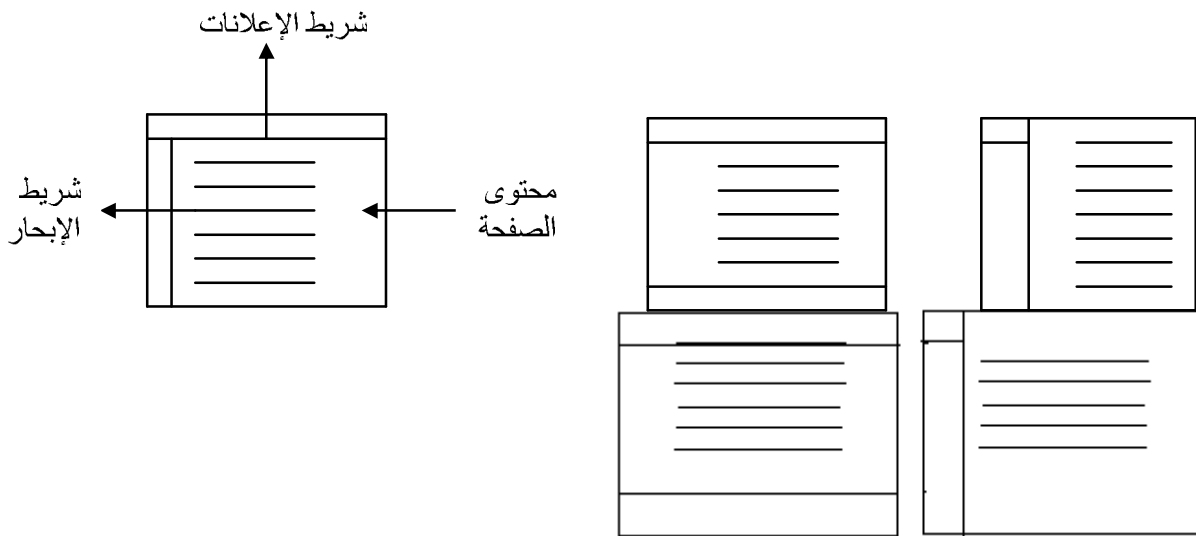 شريط الإعلانات
محتوى
الصفحة
شريط
الإبحار